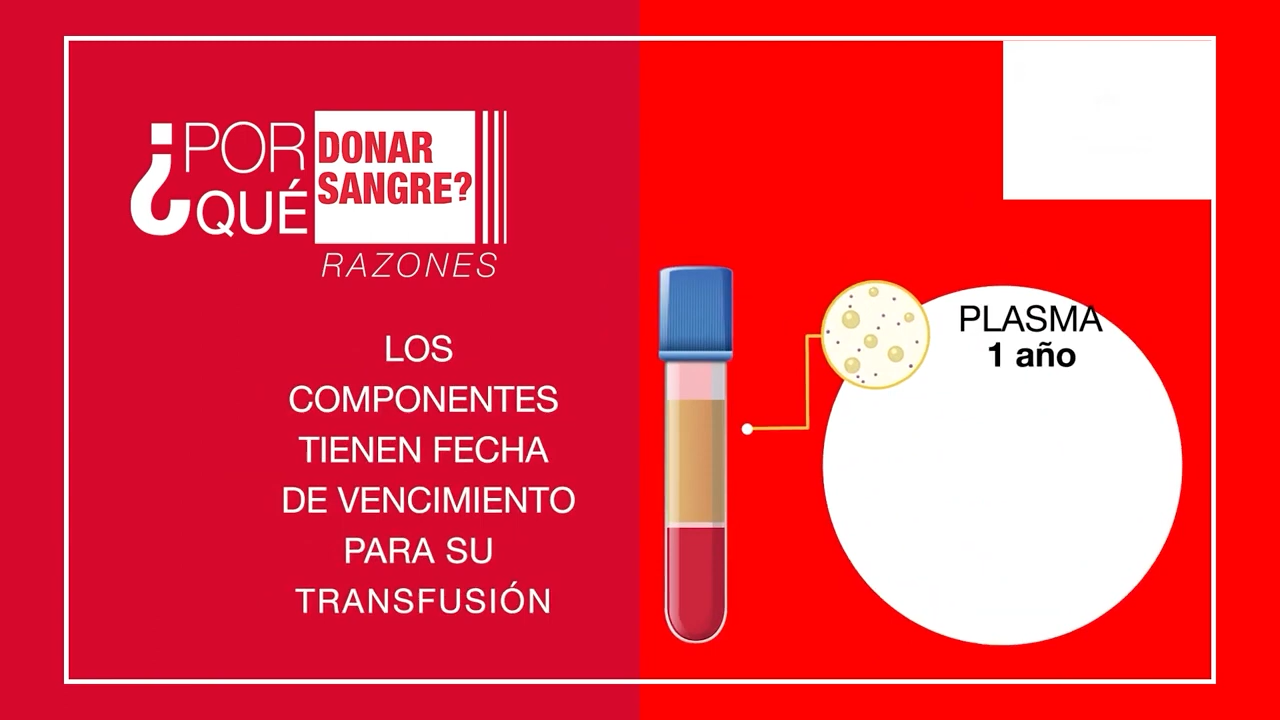 ¿POR QUÉ
DONAR
SANGRE?
RAZONES
LOS
COMPONENTES
TIENEN FECHA
DE VENCIMIENTO
PARA SU
TRANSFUSIÓN
PLASMA
1 año